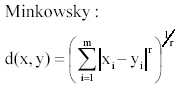 Minkowsky :
d(x, y) = ( ∑_{i=1}^{m} |x_i − y_i|^r )^{1/r}